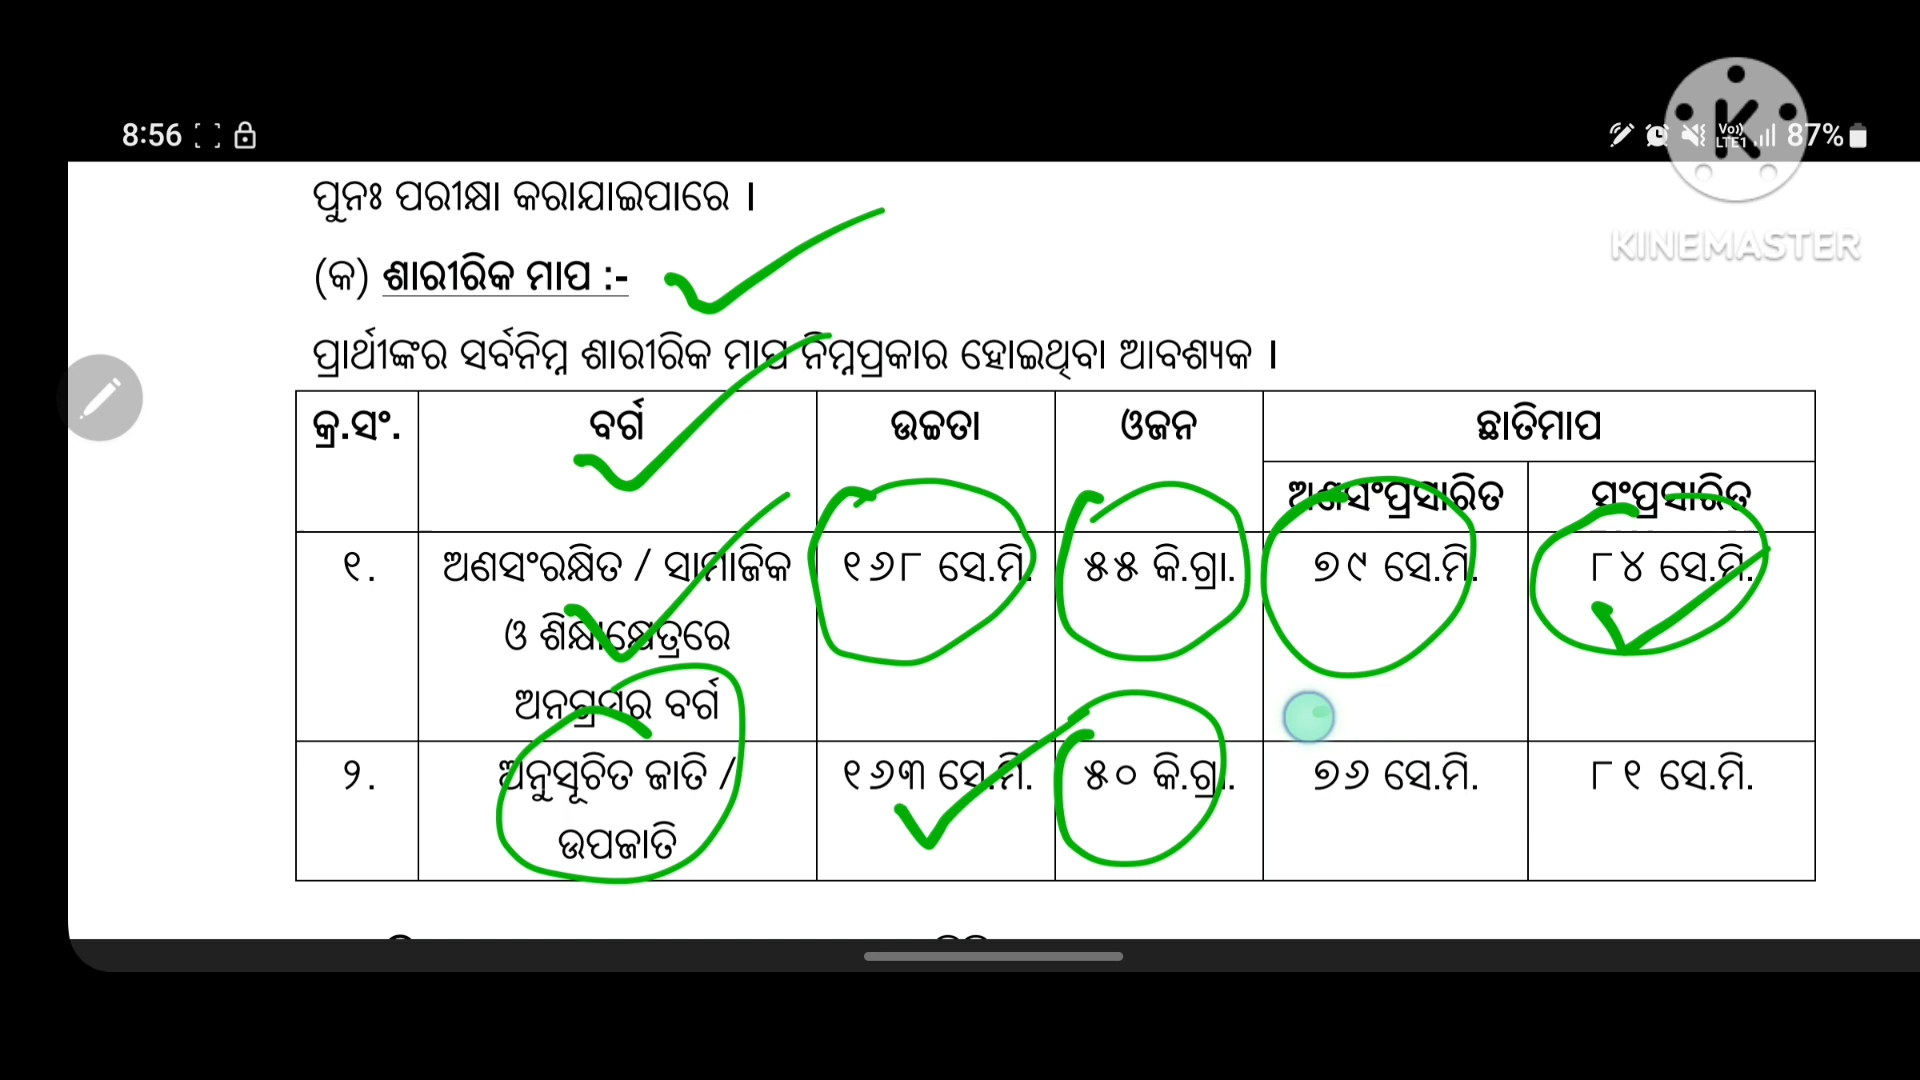 8:56
Vo)) LTE1 87%
KINEMASTER
ପୁନଃ ପରୀକ୍ଷା କରାଯାଇପାରେ ।
(କ) ଶାରୀରିକ ମାପ :-
ପ୍ରାର୍ଥୀଙ୍କର ସର୍ବନିମ୍ନ ଶାରୀରିକ ମାପ ନିମ୍ନପ୍ରକାର ହୋଇଥିବା ଆବଶ୍ୟକ ।
କ୍ର.ସଂ. ବର୍ଗ ଉଚ୍ଚତା ଓଜନ ଛାତିମାପ
ଅଣସଂପ୍ରସାରିତ ସଂପ୍ରସାରିତ
୧. ଅଣସଂରକ୍ଷିତ / ସାମାଜିକ ୧୬୮ ସେ.ମି. ୫୫ କି.ଗ୍ରା. ୭୯ ସେ.ମି. ୮୪ ସେ.ମି.
ଓ ଶିକ୍ଷାକ୍ଷେତ୍ରରେ
ଅନଗ୍ରସର ବର୍ଗ
୨. ଅନୁସୂଚିତ ଜାତି / ୧୬୩ ସେ.ମି. ୫୦ କି.ଗ୍ରା. ୭୬ ସେ.ମି. ୮୧ ସେ.ମି.
ଉପଜାତି